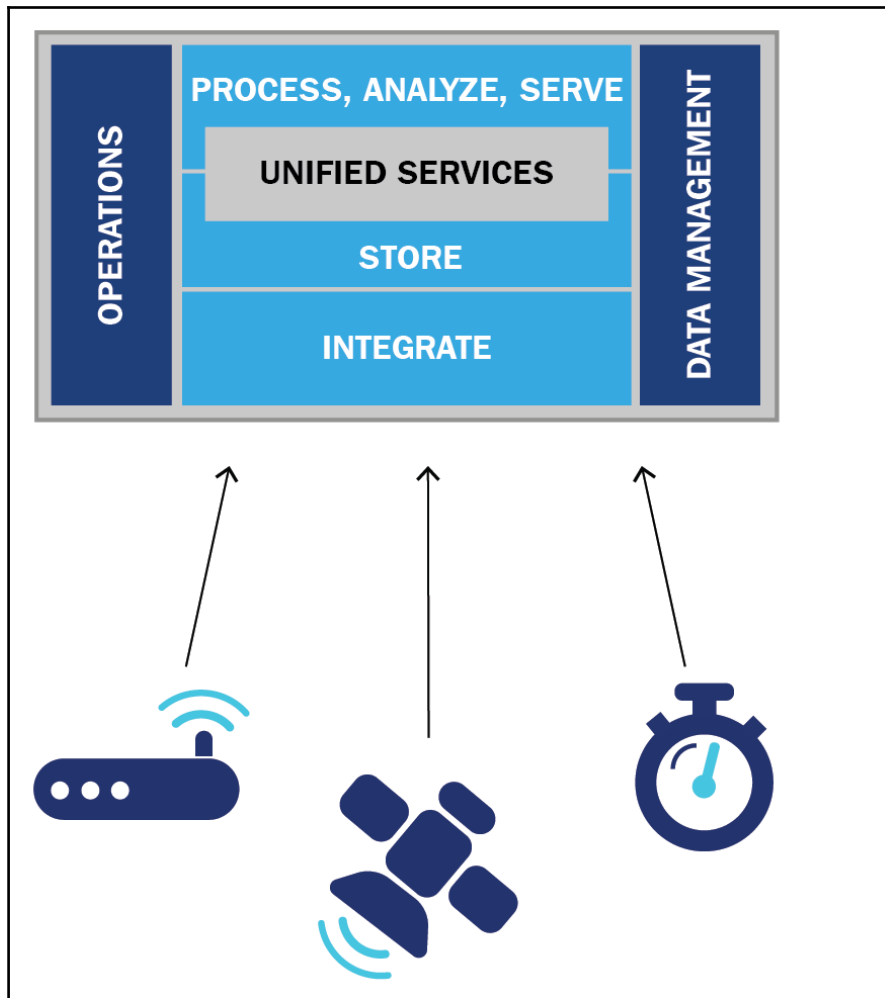 OPERATIONS
PROCESS, ANALYZE, SERVE
UNIFIED SERVICES
STORE
INTEGRATE
DATA MANAGEMENT